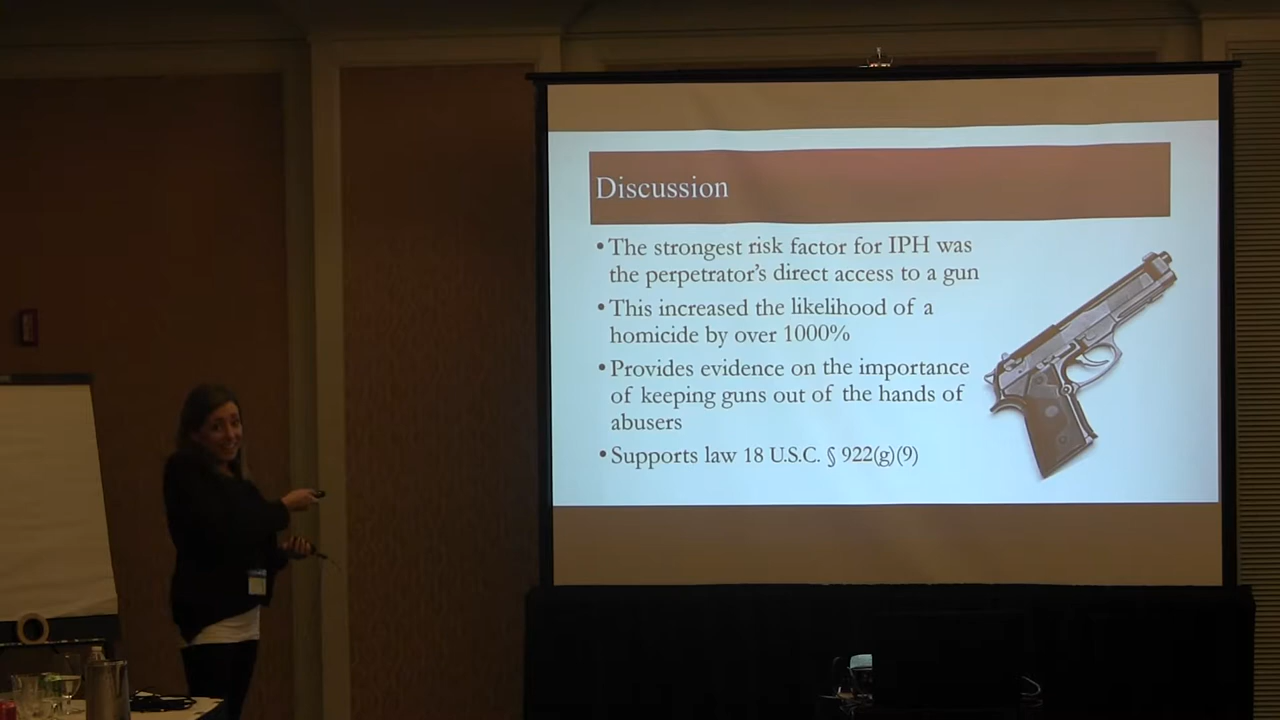 Discussion
• The strongest risk factor for IPH was
the perpetrator's direct access to a gun
• This increased the likelihood of a
homicide by over 1000%
• Provides evidence on the importance
of keeping guns out of the hands of
abusers
• Supports law 18 U.S.C. § 922(g)(9)